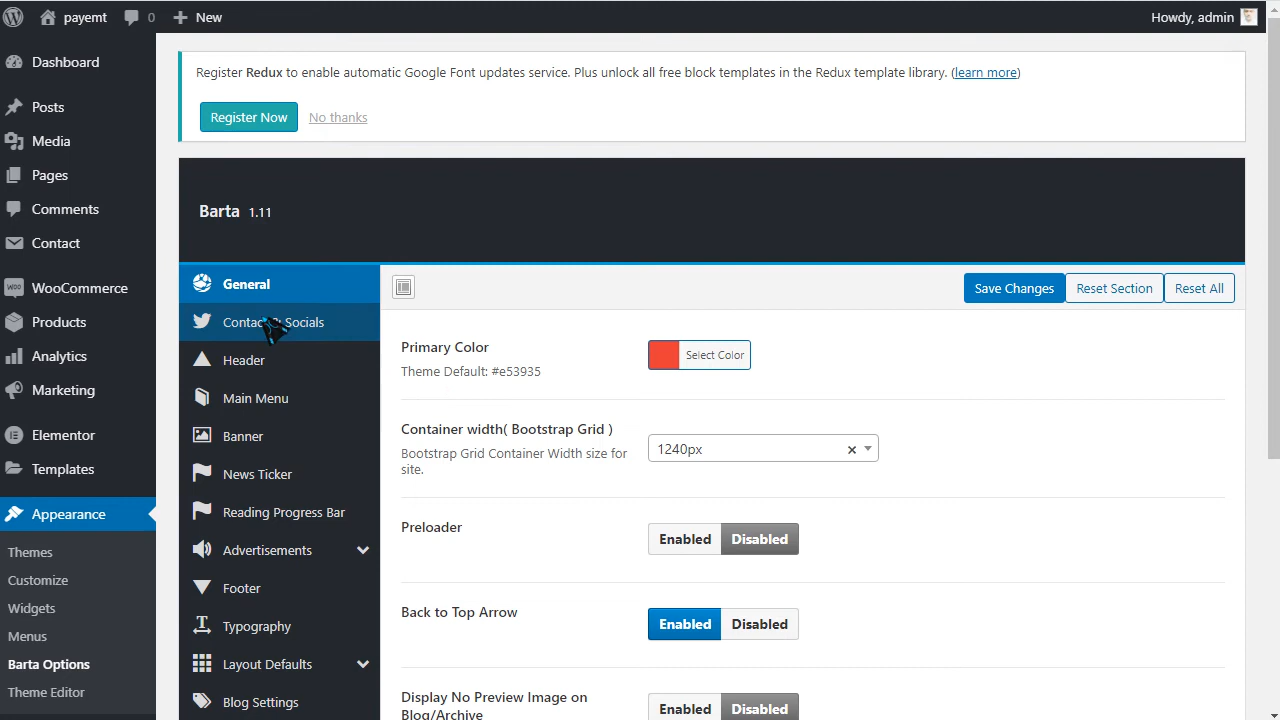 payemt
0
New
Howdy, admin
Dashboard
Posts
Media
Pages
Comments
Contact
WooCommerce
Products
Analytics
Marketing
Elementor
Templates
Appearance
Themes
Customize
Widgets
Menus
Barta Options
Theme Editor
Register Redux to enable automatic Google Font updates service. Plus unlock all free block templates in the Redux template library. (learn more)
Register Now
No thanks
Barta 1.11
General
Socials
Header
Main Menu
Banner
News Ticker
Reading Progress Bar
Advertisements
Footer
Typography
Layout Defaults
Blog Settings
Save Changes
Reset Section
Reset All
Primary Color
Theme Default: #e53935
Select Color
Container width( Bootstrap Grid )
Bootstrap Grid Container Width size for
site.
1240px
Preloader
Enabled
Disabled
Back to Top Arrow
Enabled
Disabled
Display No Preview Image on
Blog/Archive
Enabled
Disabled